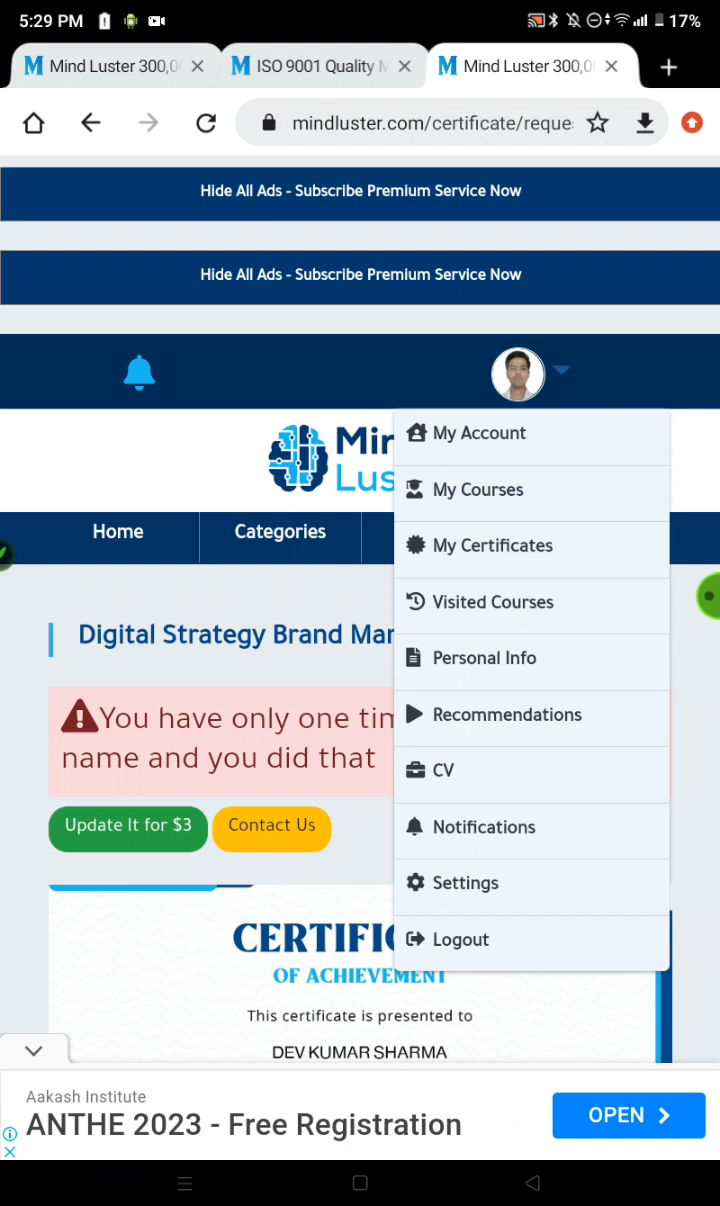 5:29 PM
17%
Mind Luster 300,0
ISO 9001 Quality M
Mind Luster 300,0
mindluster.com/certificate/reque
Hide All Ads - Subscribe Premium Service Now
Hide All Ads - Subscribe Premium Service Now
Min
Lus
My Account
My Courses
My Certificates
Visited Courses
Personal Info
Recommendations
CV
Notifications
Settings
Logout
Home
Categories
Digital Strategy Brand Mar
You have only one tim
name and you did that
Update It for $3
Contact Us
CERTIFIC
OF ACHIEVEMENT
This certificate is presented to
DEV KUMAR SHARMA
Aakash Institute
ANTHE 2023 - Free Registration
OPEN